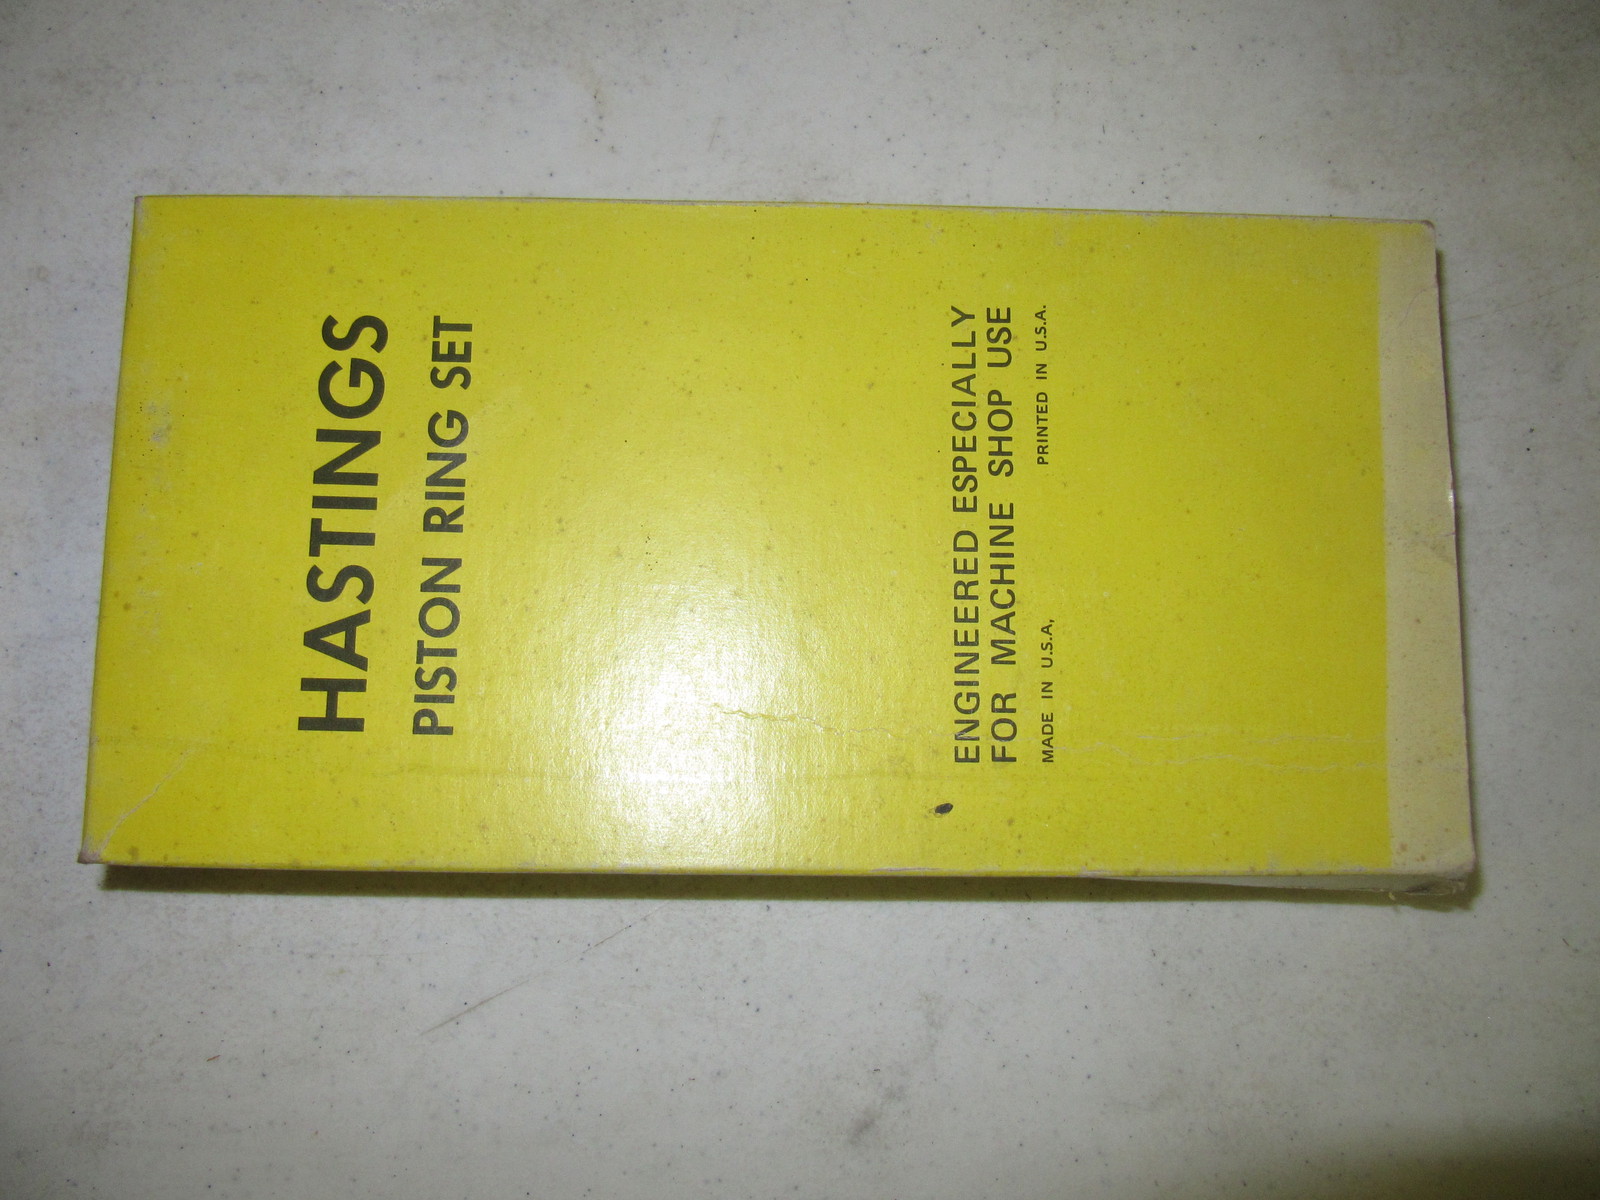 HASTINGS
PISTON RING SET
ENGINEERED ESPECIALLY
FOR MACHINE SHOP USE
MADE IN U.S.A, PRINTED IN U.S.A.